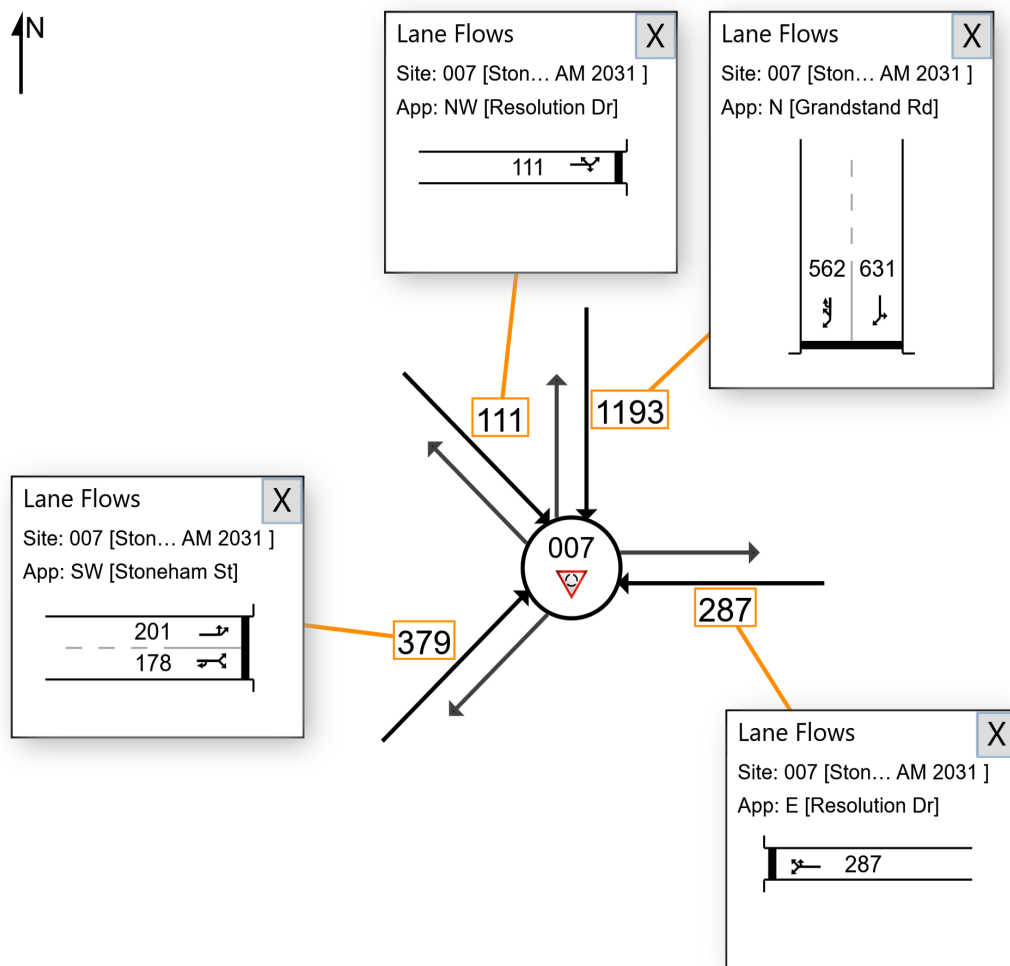 N
Lane Flows X
Site: 007 [Ston... AM 2031 ]
App: NW [Resolution Dr]
111
Lane Flows X
Site: 007 [Ston... AM 2031 ]
App: N [Grandstand Rd]
562 631
111
1193
Lane Flows X
Site: 007 [Ston... AM 2031 ]
App: SW [Stoneham St]
201
178
379
007
287
Lane Flows X
Site: 007 [Ston... AM 2031 ]
App: E [Resolution Dr]
287